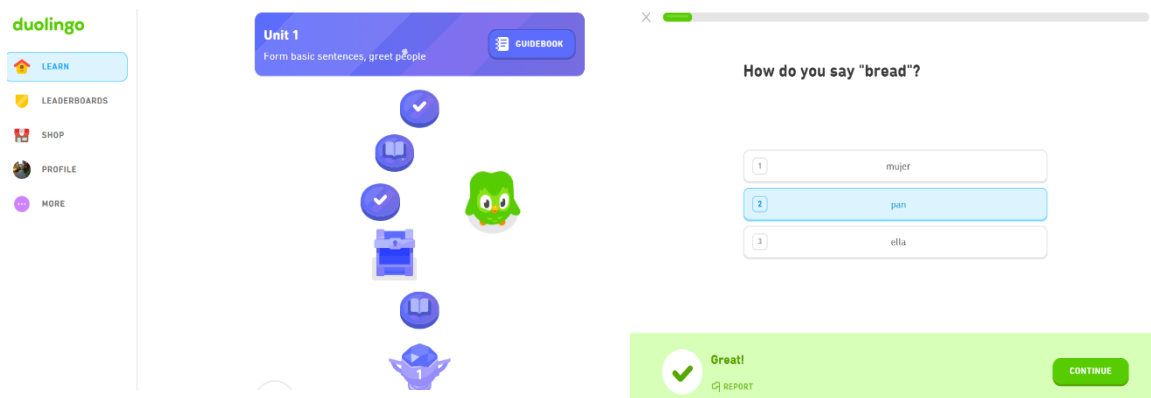 duolingo
LEARN
LEADERBOARDS
SHOP
PROFILE
MORE
Unit 1
Form basic sentences, greet people
GUIDEBOOK
1
How do you say "bread"?
1 mujer
2 pan
3 ella
Great!
REPORT
CONTINUE